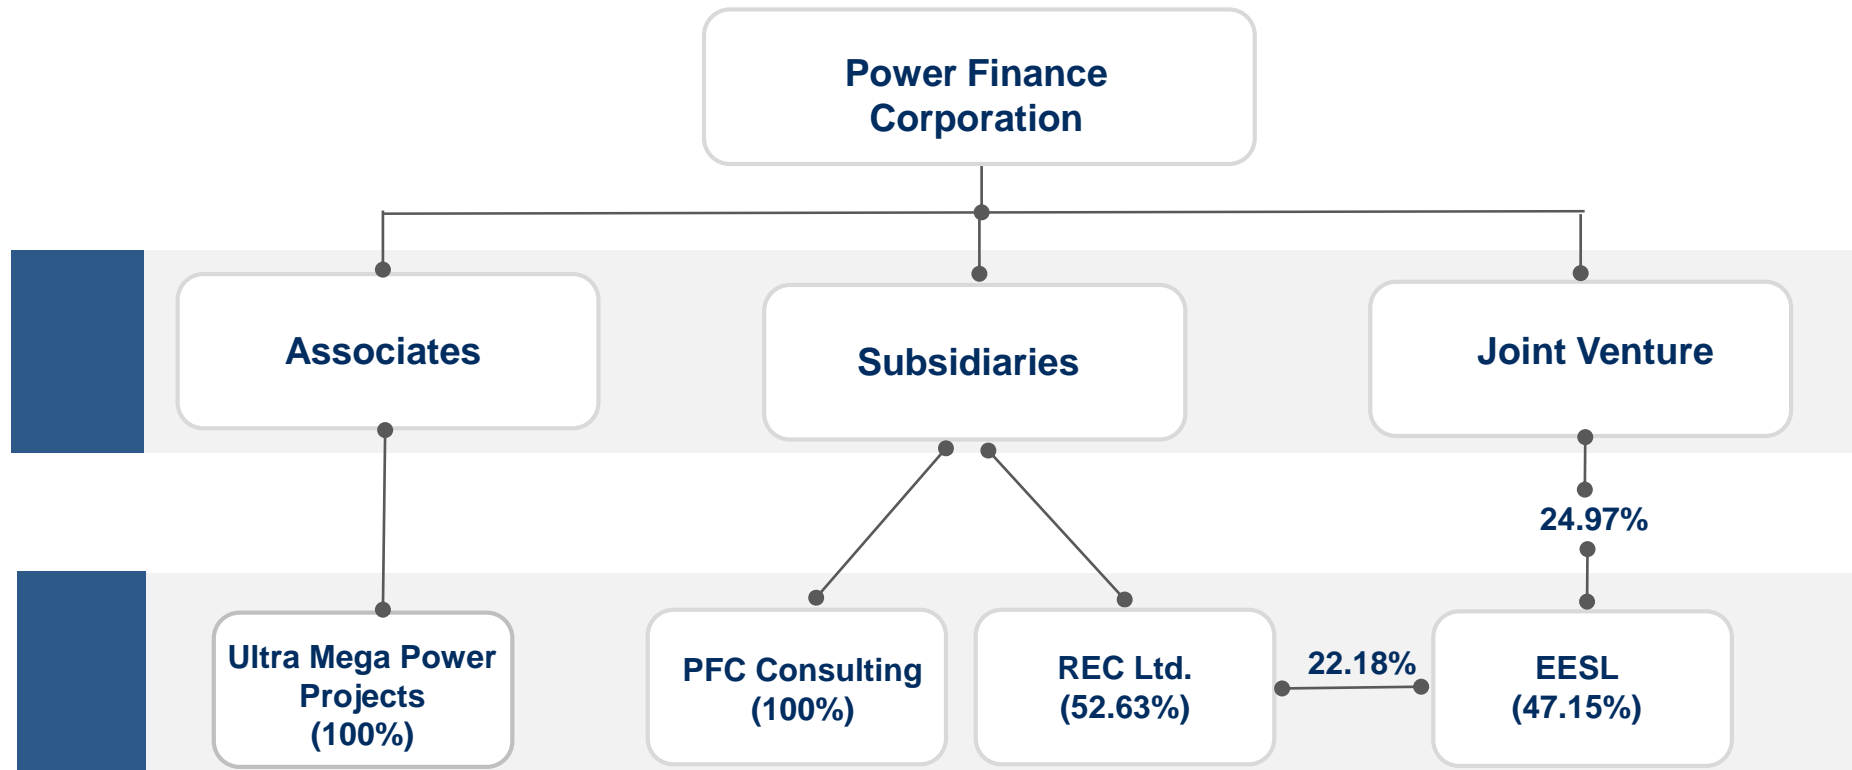 Power Finance
Corporation
Associates
Subsidiaries
Joint Venture
24.97%
Ultra Mega Power
Projects
(100%)
PFC Consulting
(100%)
REC Ltd.
(52.63%)
22.18%
EESL
(47.15%)